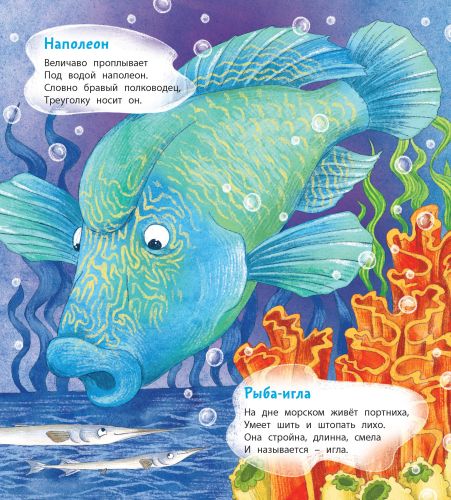 Наполеон
Величаво проплывает
Под водой наполеон.
Словно бравый полководец,
Треуголку носит он.
Рыба-игла
На дне морском живёт портниха,
Умеет шить и штопать лихо.
Она стройна, длинна, смела
И называется – игла.